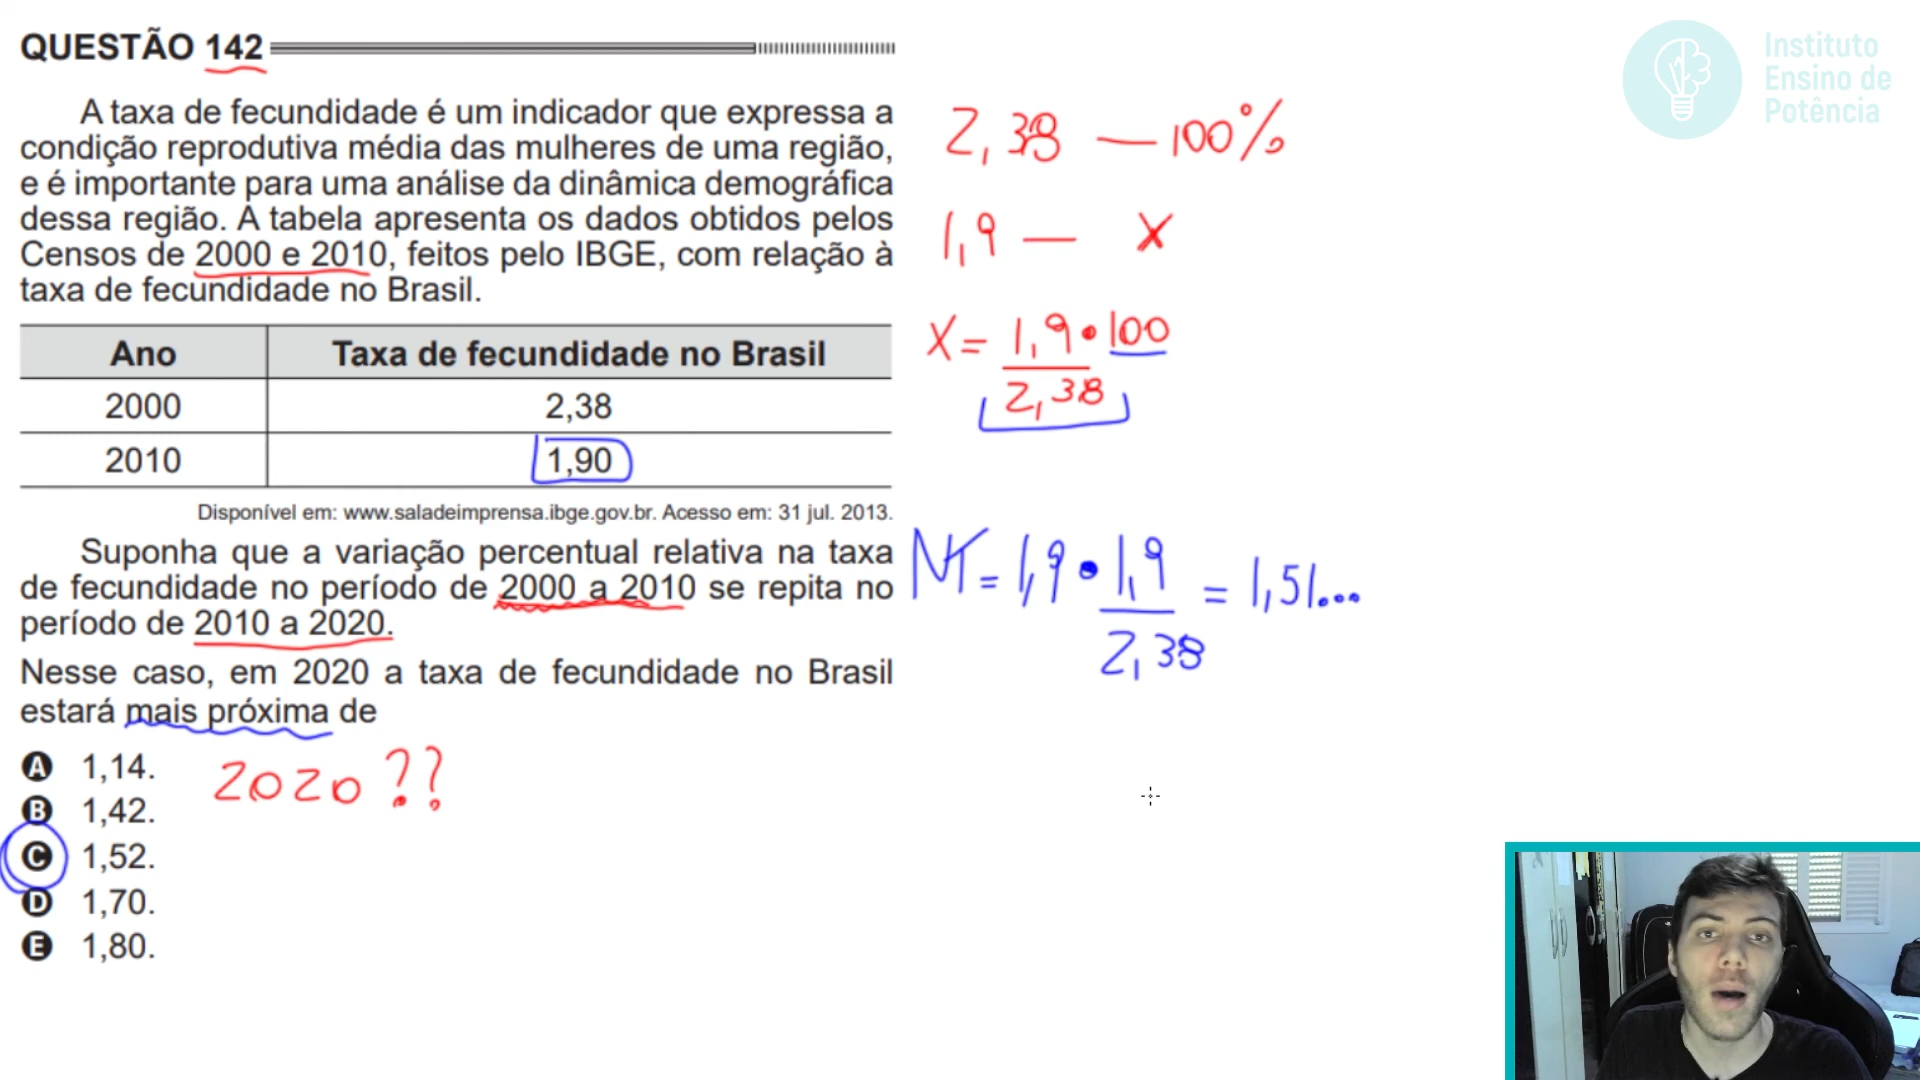 QUESTÃO 142
A taxa de fecundidade é um indicador que expressa a
condição reprodutiva média das mulheres de uma região,
e é importante para uma análise da dinâmica demográfica
dessa região. A tabela apresenta os dados obtidos pelos
Censos de 2000 e 2010, feitos pelo IBGE, com relação à
taxa de fecundidade no Brasil.
Ano Taxa de fecundidade no Brasil
2000 2,38
2010 1,90
Disponível em: www.saladeimprensa.ibge.gov.br. Acesso em: 31 jul. 2013.
Suponha que a variação percentual relativa na taxa
de fecundidade no período de 2000 a 2010 se repita no
período de 2010 a 2020.
Nesse caso, em 2020 a taxa de fecundidade no Brasil
estará mais próxima de
A 1,14.
B 1,42.
C 1,52.
D 1,70.
E 1,80.
2020??
2,38 — 100%
1,9 — X
X = 1,9 • 100
2,38
NT = 1,9 • 1,9 = 1,51...
2,38
Instituto
Ensino de
Potência